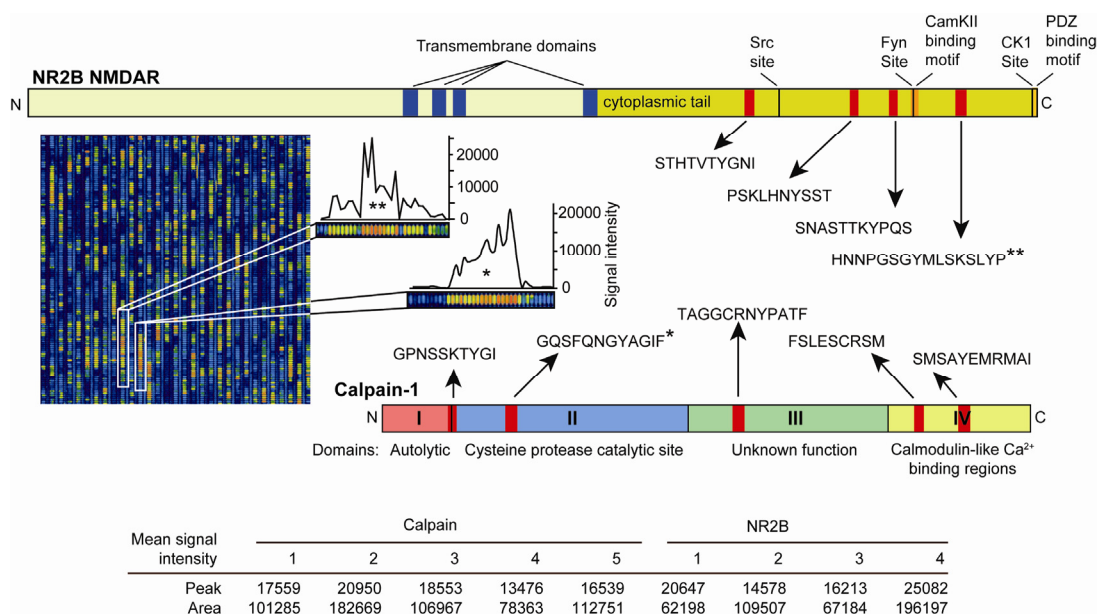 CamKII
binding
motif
PDZ
binding
motif
Transmembrane domains
Src
site
Fyn
Site
CK1
Site
NR2B NMDAR
N
cytoplasmic tail
C
20000
10000
0
**
20000
10000
0
*
Signal intensity
STHTVTYGNI
PSKLHNYSST
SNASTTKYPQS
HNNPGSGYMLSKSLYP**
TAGGCRNYPATF
GPNSSKTYGI
GQSFQNGYAGIF*
FSLESCRSM
SMSAYEMRMAI
Calpain-1
N
I
II
III
IV
C
Domains: Autolytic Cysteine protease catalytic site Unknown function Calmodulin-like Ca²⁺
binding regions
Calpain NR2B
Mean signal
intensity 1 2 3 4 5 1 2 3 4
Peak 17559 20950 18553 13476 16539 20647 14578 16213 25082
Area 101285 182669 106967 78363 112751 62198 109507 67184 196197